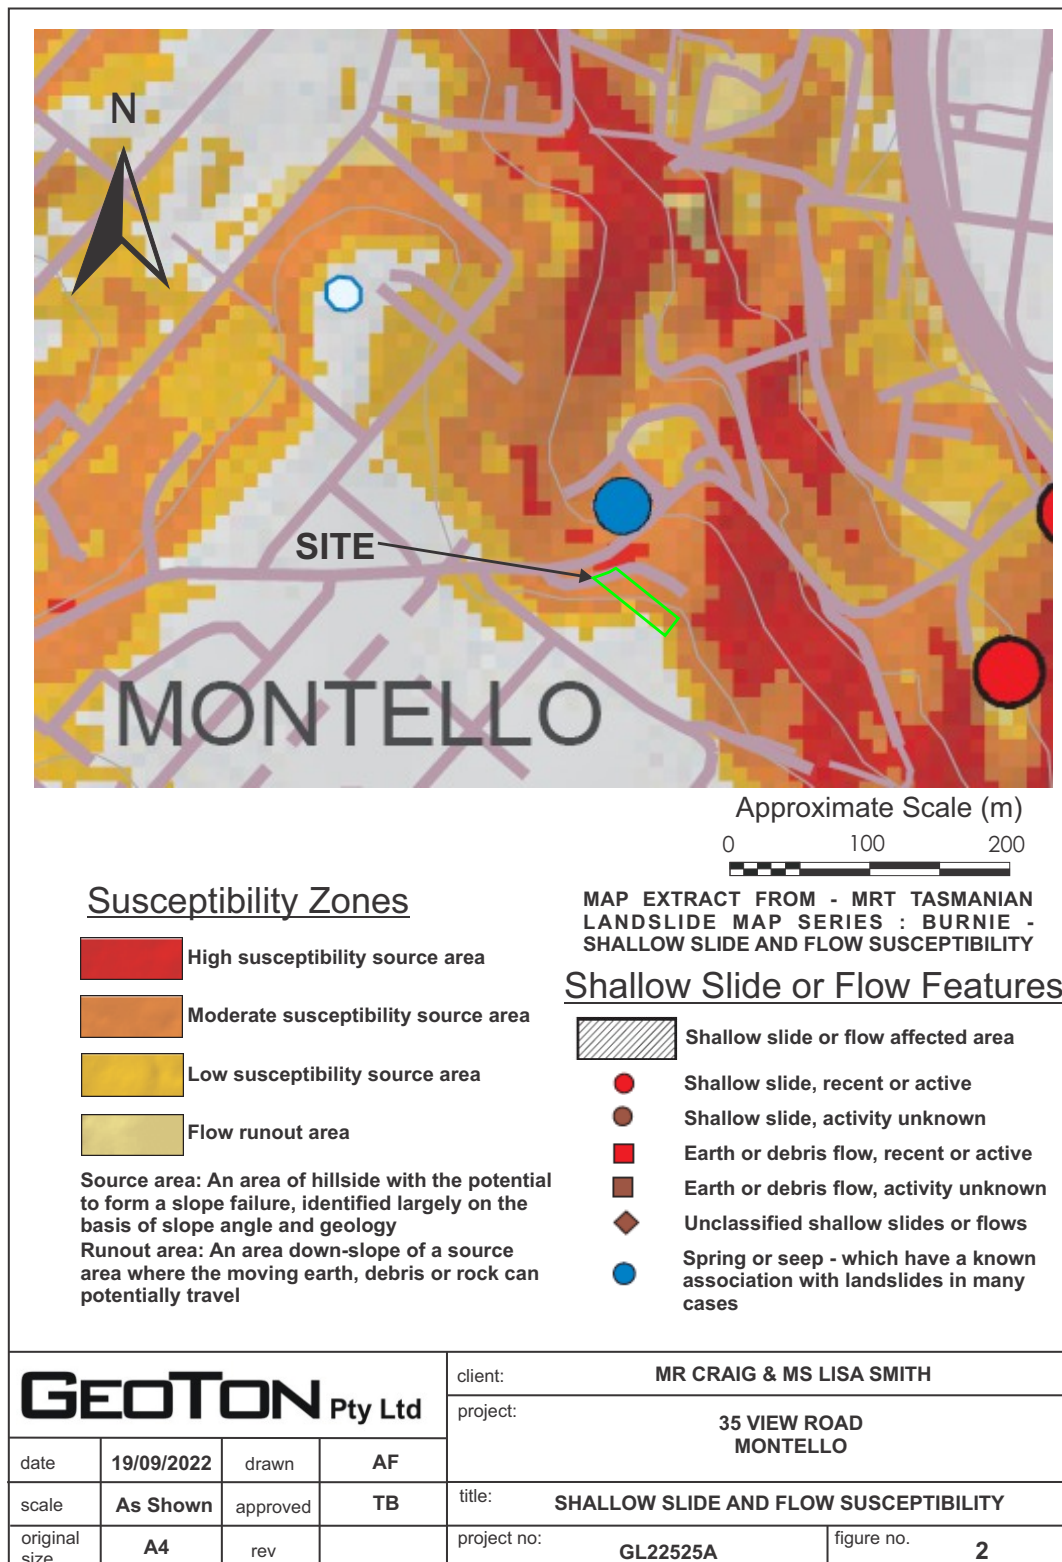 N
SITE
MONTELLO
Approximate Scale (m)
0 100 200
MAP EXTRACT FROM - MRT TASMANIAN
LANDSLIDE MAP SERIES : BURNIE -
SHALLOW SLIDE AND FLOW SUSCEPTIBILITY
Susceptibility Zones
High susceptibility source area
Moderate susceptibility source area
Low susceptibility source area
Flow runout area
Source area: An area of hillside with the potential
to form a slope failure, identified largely on the
basis of slope angle and geology
Runout area: An area down-slope of a source
area where the moving earth, debris or rock can
potentially travel
Shallow Slide or Flow Features
Shallow slide or flow affected area
Shallow slide, recent or active
Shallow slide, activity unknown
Earth or debris flow, recent or active
Earth or debris flow, activity unknown
Unclassified shallow slides or flows
Spring or seep - which have a known
association with landslides in many
cases
GEOTON Pty Ltd
client: MR CRAIG & MS LISA SMITH
project: 35 VIEW ROAD
MONTELLO
date 19/09/2022 drawn AF
scale As Shown approved TB
title: SHALLOW SLIDE AND FLOW SUSCEPTIBILITY
original
size A4 rev
project no: GL22525A figure no. 2